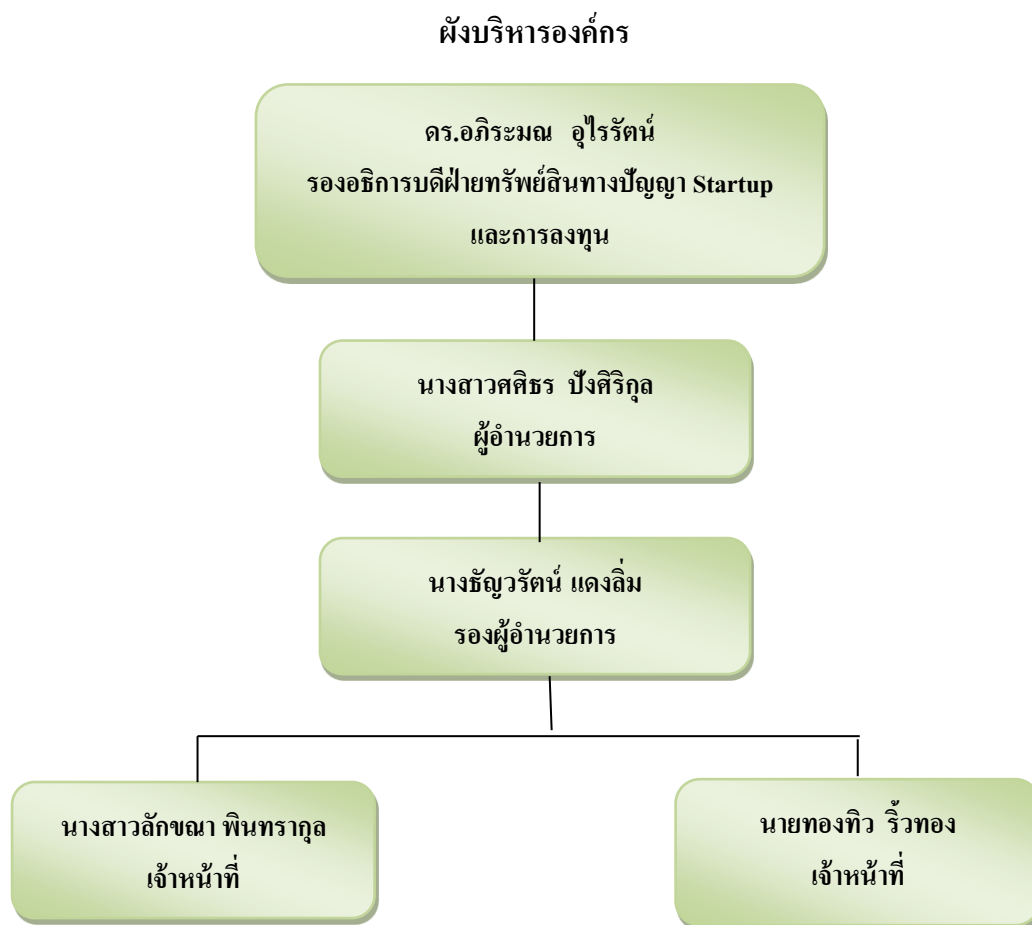 ผังบริหารองค์กร
ดร.อภิระมณ อุไรรัตน์
รองอธิการบดีฝ่ายทรัพย์สินทางปัญญา Startup
และการลงทุน
นางสาวศศิธร ปังศิริกุล
ผู้อำนวยการ
นางธัญวรัตน์ แดงลิ่ม
รองผู้อำนวยการ
นางสาวลักขณา พินทรากุล
เจ้าหน้าที่
นายทองทิว ริ้วทอง
เจ้าหน้าที่